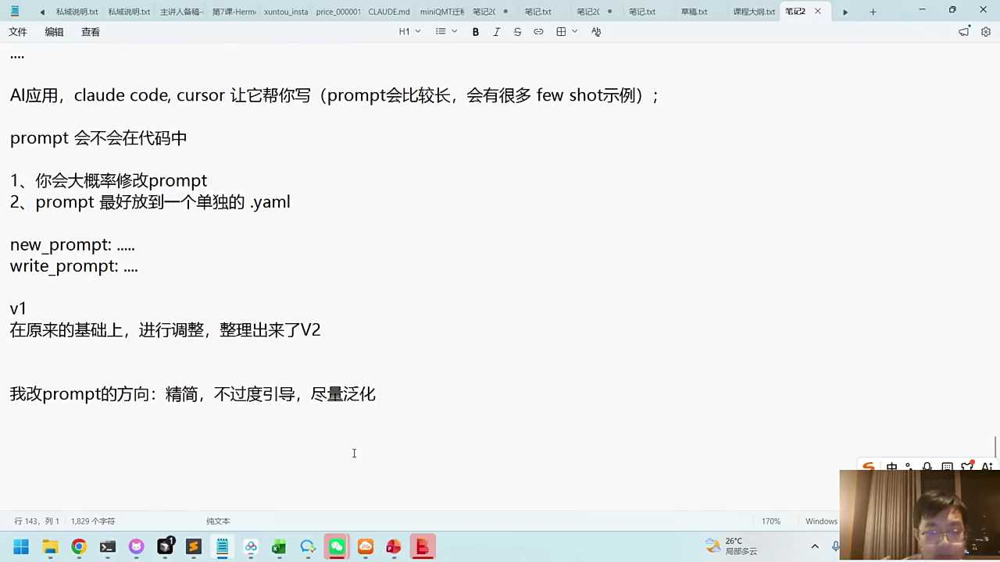 私域说明.txt 私域说明.txt 主讲人备稿- 第7课-Herm xuntou_insta price_000001 CLAUDE.md miniQMT迁移 笔记20 笔记.txt 笔记20 笔记.txt 草稿.txt 课程大纲.txt 笔记2
文件 编辑 查看 H1 B I S
....
AI应用，claude code, cursor 让它帮你写（prompt会比较长，会有很多 few shot示例）;
prompt 会不会在代码中
1、你会大概率修改prompt
2、prompt 最好放到一个单独的 .yaml
new_prompt: .....
write_prompt: ....
v1
在原来的基础上，进行调整，整理出来了V2
我改prompt的方向：精简，不过度引导，尽量泛化
中
行 143，列 1 1,829 个字符 纯文本 170% Windows
26°C
局部多云